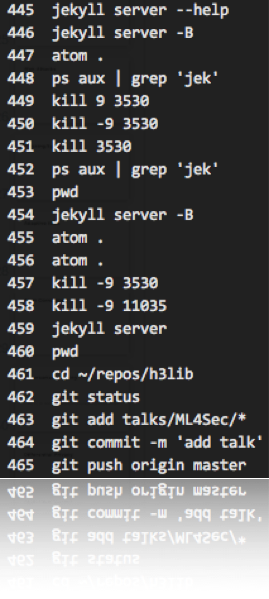 445 jekyll server --help
446 jekyll server -B
447 atom .
448 ps aux | grep 'jek'
449 kill 9 3530
450 kill -9 3530
451 kill 3530
452 ps aux | grep 'jek'
453 pwd
454 jekyll server -B
455 atom .
456 atom .
457 kill -9 3530
458 kill -9 11035
459 jekyll server
460 pwd
461 cd ~/repos/h3lib
462 git status
463 git add talks/ML4Sec/*
464 git commit -m 'add talk'
465 git push origin master